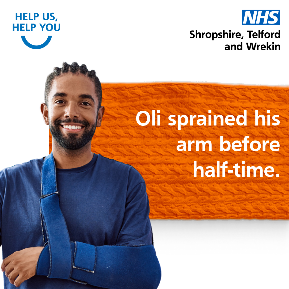 HELP US,
HELP YOU
NHS
Shropshire, Telford
and Wrekin
Oli sprained his
arm before
half-time.